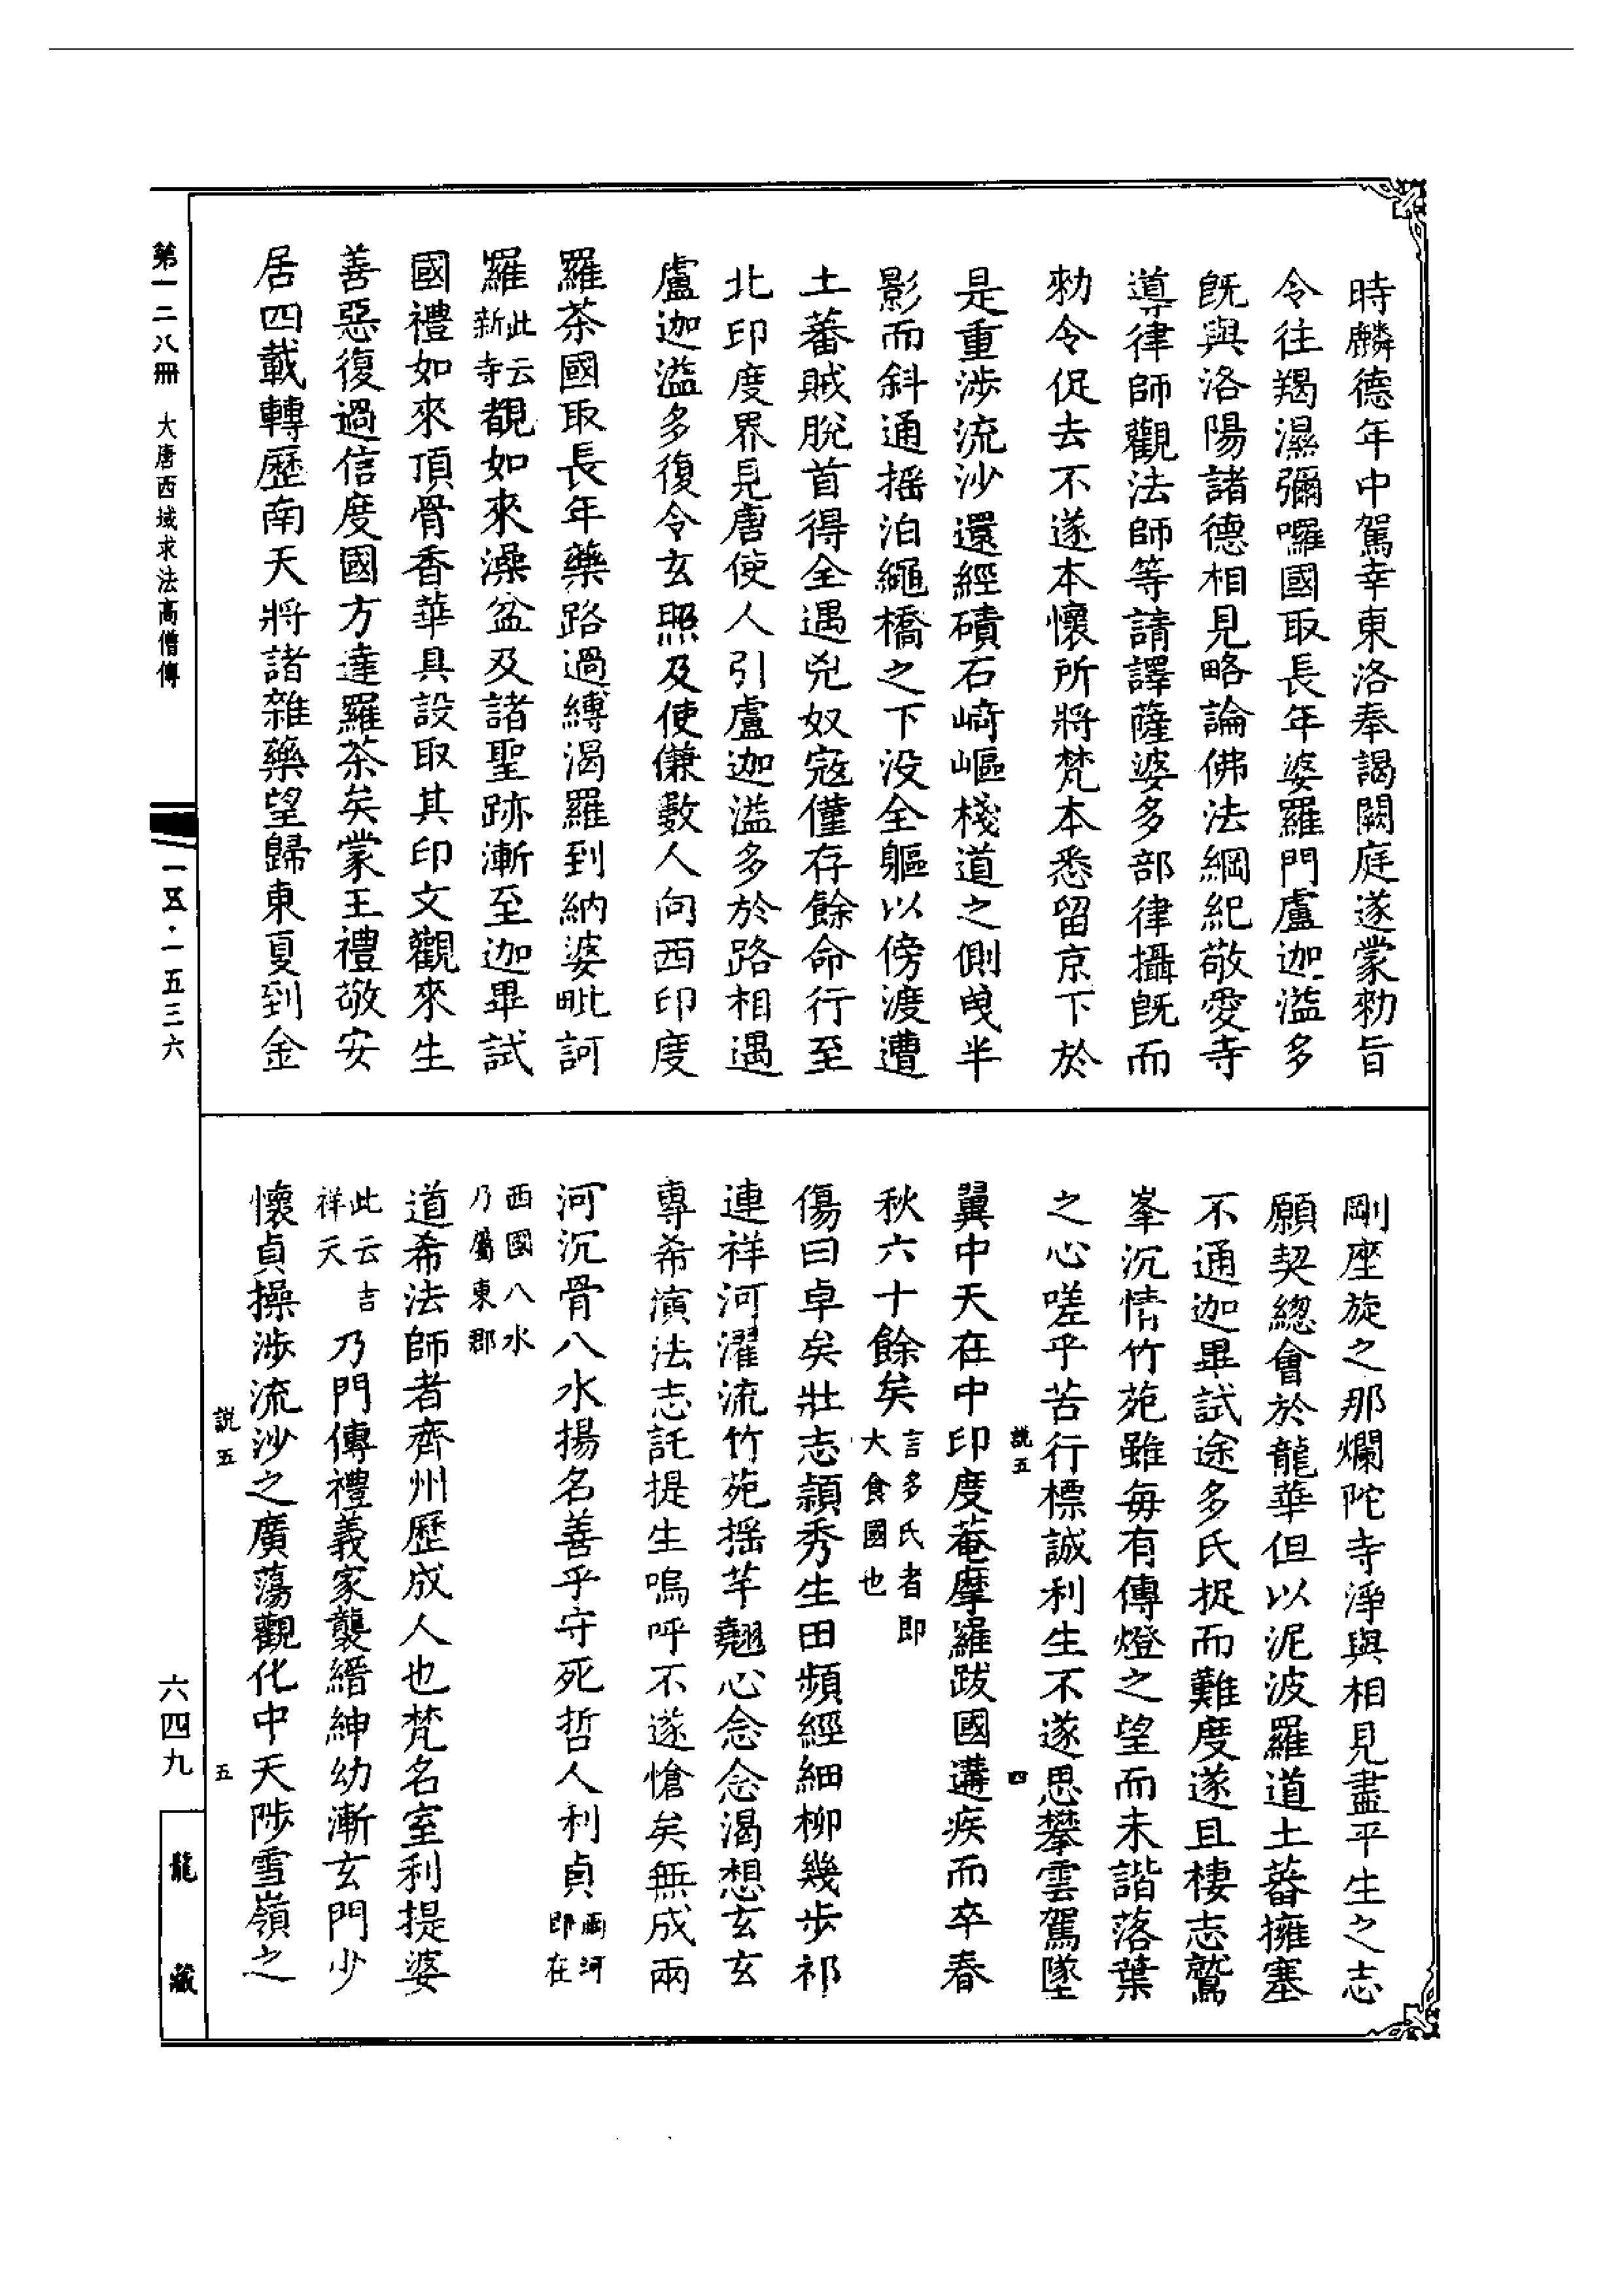 時麟德年中駕幸東洛奉謁闕庭遂蒙勑旨
令往羯濕彌囉國取長年婆羅門盧迦溢多
旣與洛陽諸德相見略論佛法綱紀敬愛寺
導律師觀法師等請譯薩婆多部律攝旣而
勑令促去不遂本懷所將梵本悉留京下於
是重涉流沙還經磧石崎嶇棧道之側曳半
影而斜通搖泊繩橋之下沒全軀以傍渡遭
土蕃賊脫首得全遇兇奴寇僅存餘命行至
北印度界見唐使人引盧迦溢多於路相遇
盧迦溢多復令玄照及使傔數人向西印度
羅茶國取長年藥路過縛渴羅到納婆毗訶
羅此云新寺覩如來澡盆及諸聖跡漸至迦畢試
國禮如來頂骨香華具設取其印文觀來生
善惡復過信度國方達羅茶矣蒙王禮敬安
居四載轉歷南天將諸雜藥望歸東夏到金
剛座旋之那爛陀寺淨與相見盡平生之志
願契總會於龍華但以泥波羅道土蕃擁塞
不通迦畢試途多氏捉而難度遂且棲志鷲
峯沉情竹苑雖每有傳燈之望而未諧落葉
之心嗟乎苦行標誠利生不遂思攀雲駕墜
說五
四
翼中天在中印度菴摩羅跋國遘疾而卒春
秋六十餘矣言多氏者即大食國也
傷曰卓矣壯志頴秀生田頻經細柳幾步祁
連祥河濯流竹苑搖芊翹心念念渴想玄玄
專希演法志託提生嗚呼不遂愴矣無成兩
河沉骨八水揚名善乎守死哲人利貞兩河即在
西國八水乃屬東郡
道希法師者齊州歷成人也梵名室利提婆
此云吉祥天乃門傳禮義家襲縉紳幼漸玄門少
懷貞操涉流沙之廣蕩觀化中天陟雪嶺之
說五
五
第一二八冊 大唐西域求法高僧傳
一五·一五三六
六四九
龍藏